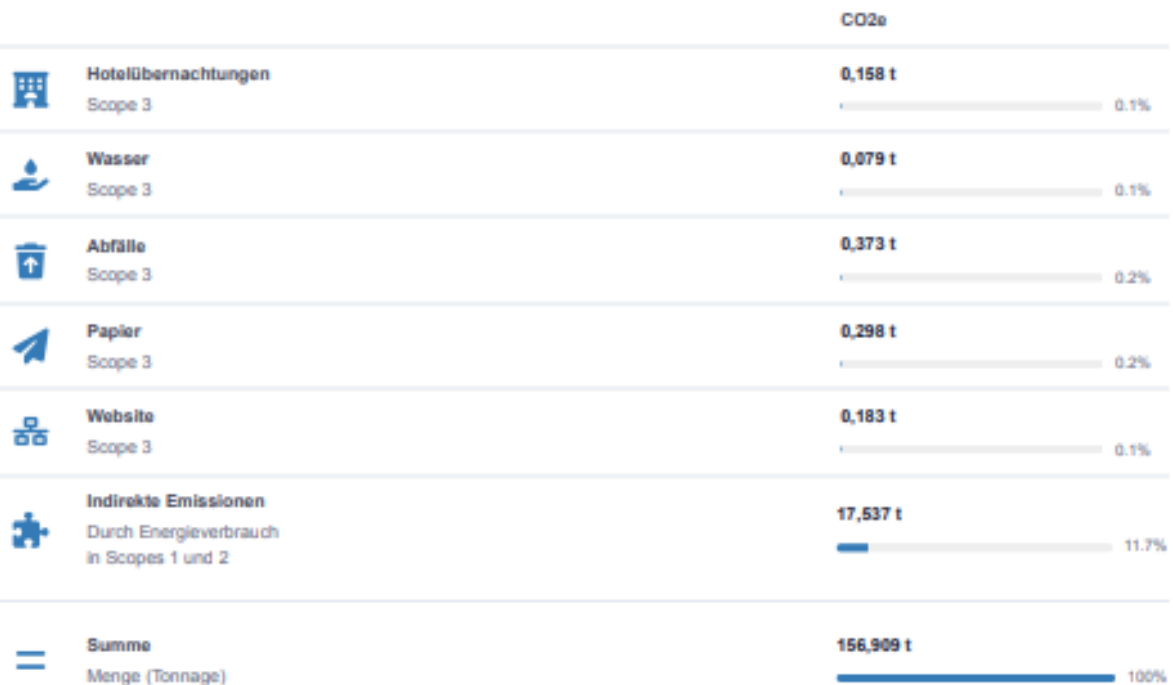 CO2e
Hotelübernachtungen
0,158 t
Scope 3
0.1%
Wasser
0,079 t
Scope 3
0.1%
Abfälle
0,373 t
Scope 3
0.2%
Papier
0,298 t
Scope 3
0.2%
Website
0,183 t
Scope 3
0.1%
Indirekte Emissionen
17,537 t
Durch Energieverbrauch
11.7%
in Scopes 1 und 2
Summe
156,909 t
Menge (Tonnage)
100%